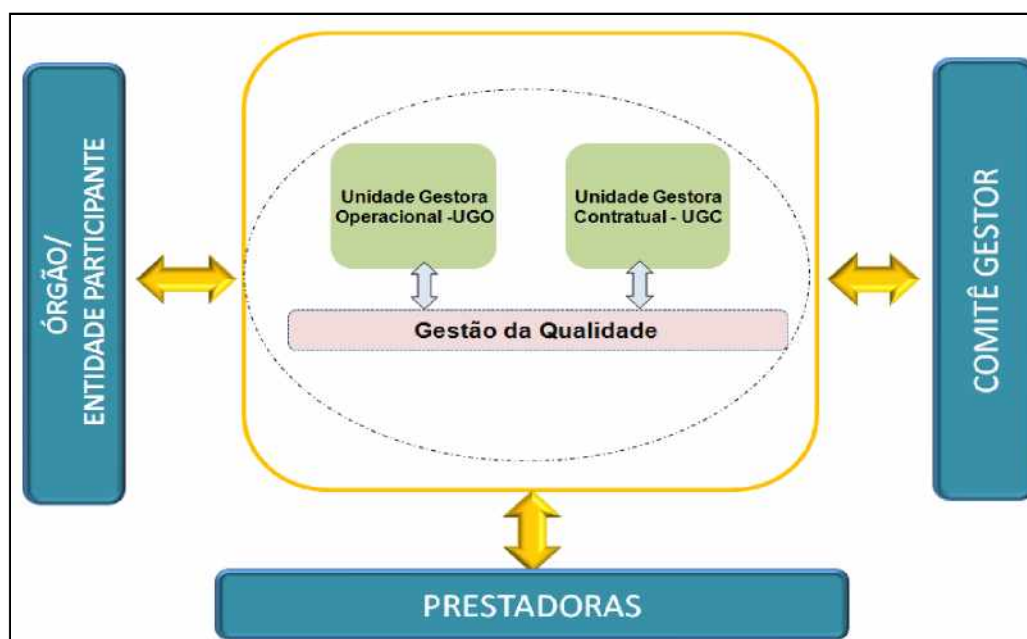 ÓRGÃO/
ENTIDADE PARTICIPANTE
Unidade Gestora
Operacional -UGO
Unidade Gestora
Contratual - UGC
Gestão da Qualidade
COMITÊ GESTOR
PRESTADORAS